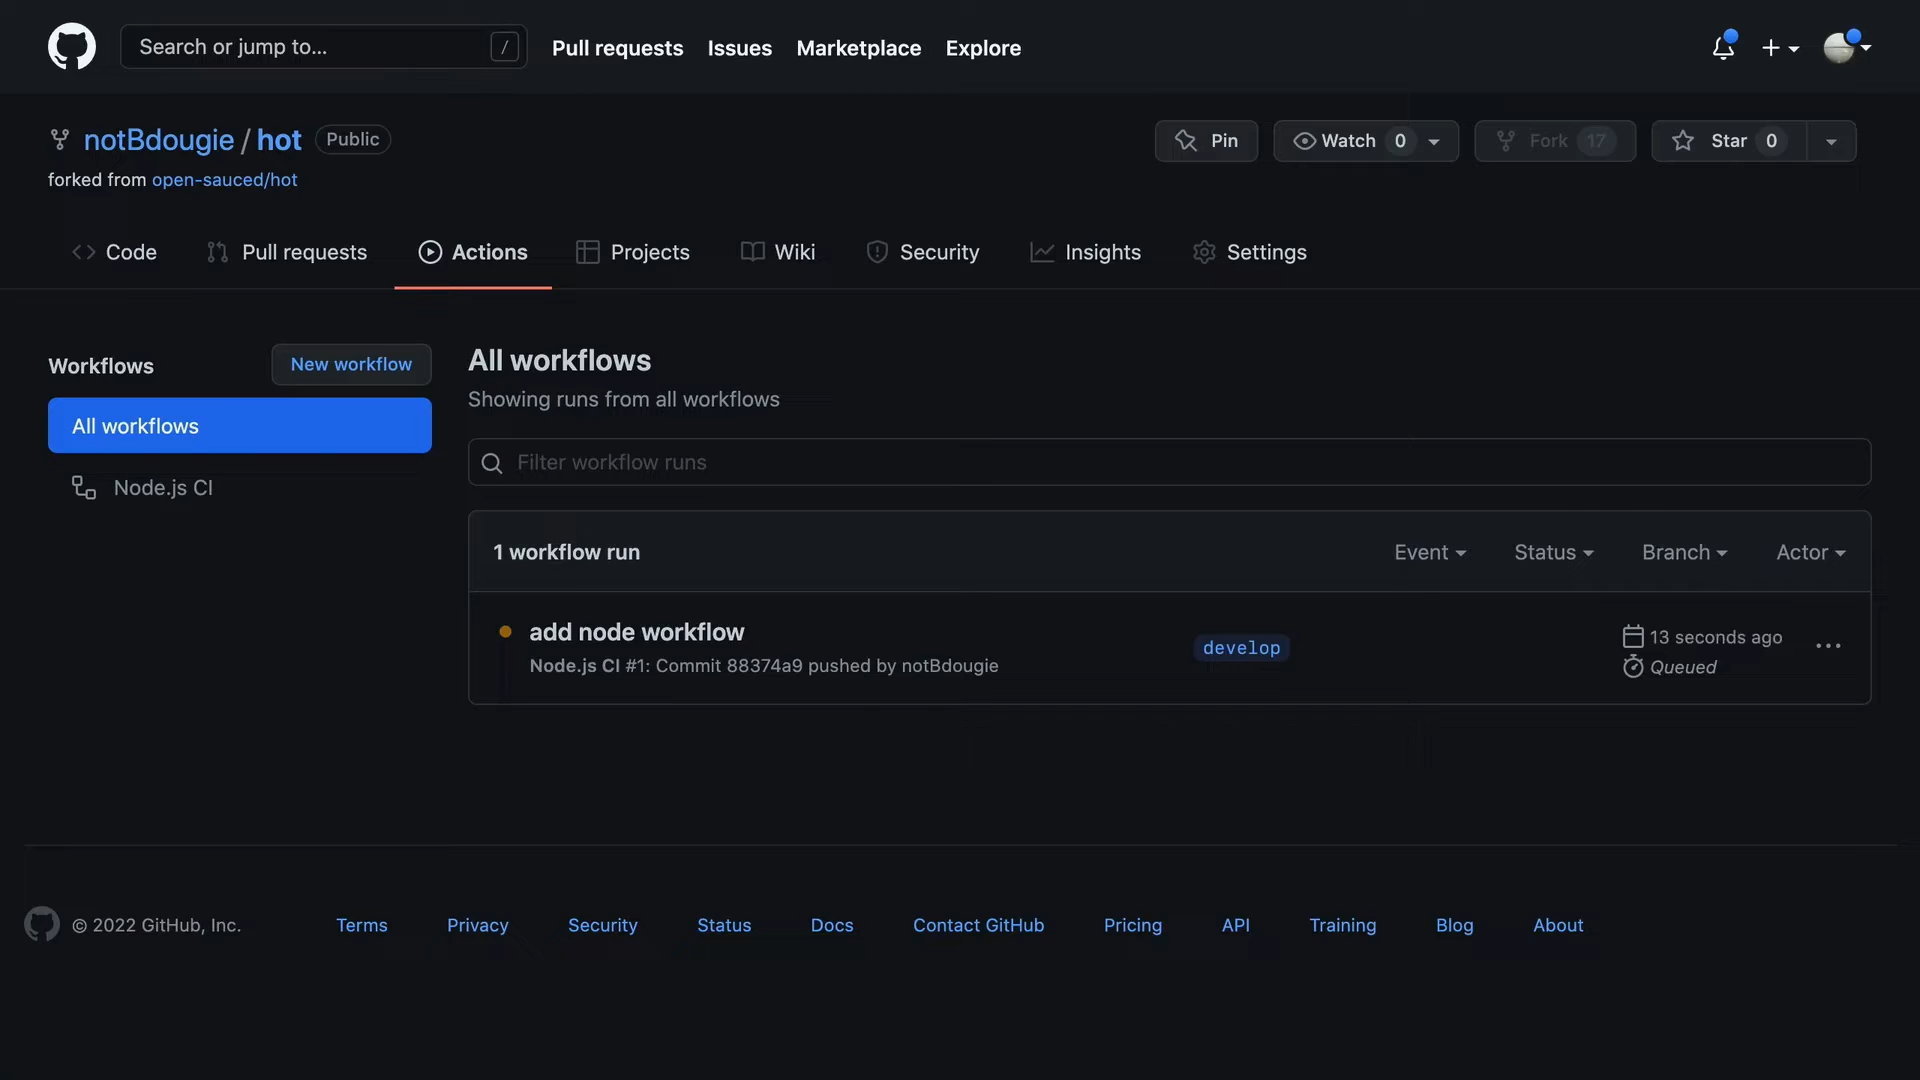 Search or jump to... / Pull requests Issues Marketplace Explore
notBdougie / hot Public
Pin Watch 0 Fork 17 Star 0
forked from open-sauced/hot
Code Pull requests Actions Projects Wiki Security Insights Settings
Workflows New workflow
All workflows
Node.js CI
All workflows
Showing runs from all workflows
Filter workflow runs
1 workflow run Event Status Branch Actor
add node workflow
Node.js CI #1: Commit 88374a9 pushed by notBdougie
develop
13 seconds ago
Queued
© 2022 GitHub, Inc. Terms Privacy Security Status Docs Contact GitHub Pricing API Training Blog About